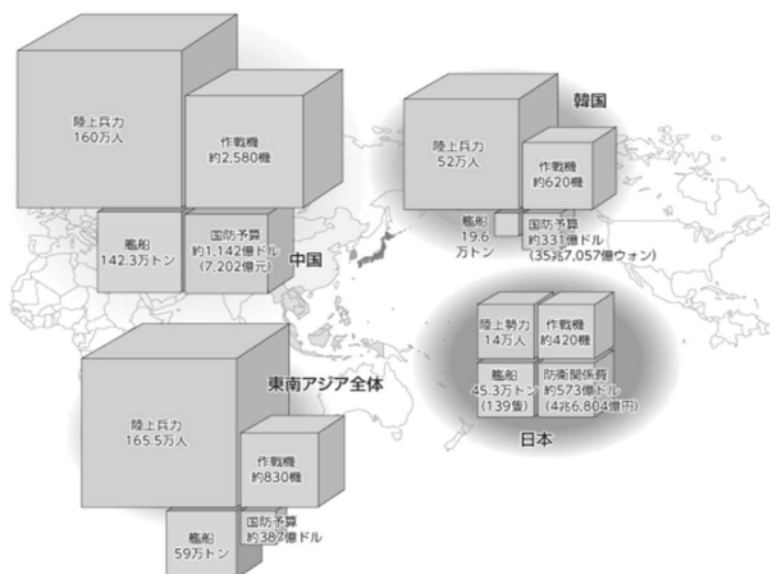 陸上兵力
160万人
作戦機
約2,580機
艦船
142.3万トン
国防予算
約1,142億ドル
(7,202億元)
中国
韓国
陸上兵力
52万人
作戦機
約620機
艦船
19.6
万トン
国防予算
約331億ドル
(35兆7,057億ウォン)
東南アジア全体
陸上兵力
165.5万人
作戦機
約830機
艦船
59万トン
国防予算
約387億ドル
陸上勢力
14万人
作戦機
約420機
艦船
45.3万トン
(139隻)
防衛関係費
約573億ドル
(4兆6,804億円)
日本